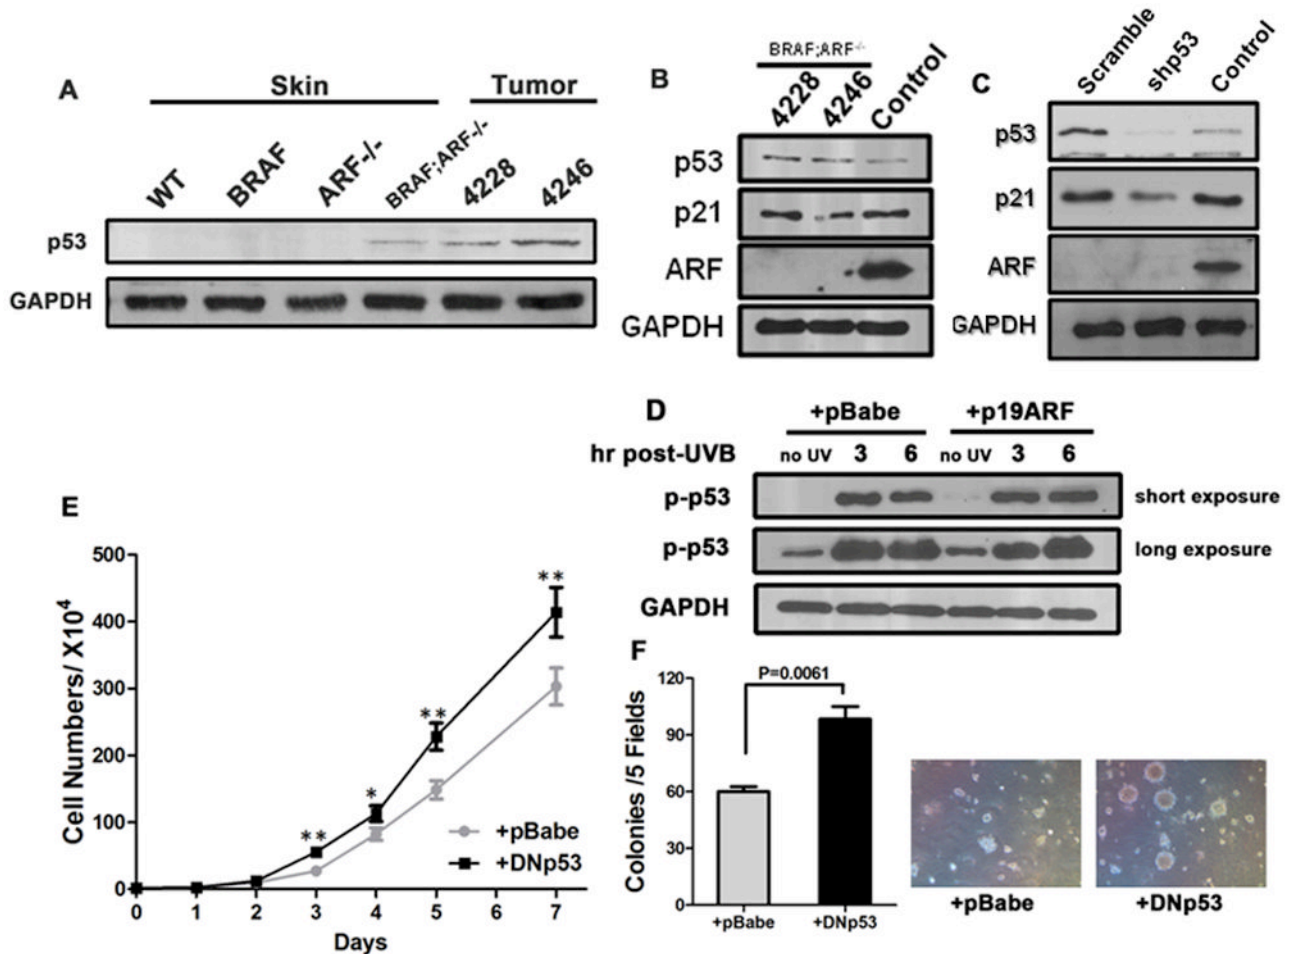 A
Skin
Tumor
WT
BRAF
ARF-/-
BRAF;ARF-/-
4228
4246
p53
GAPDH
B
BRAF;ARF-/-
4228
4246
Control
p53
p21
ARF
GAPDH
C
Scramble
shp53
Control
p53
p21
ARF
GAPDH
D
+pBabe
+p19ARF
hr post-UVB
no UV
3
6
no UV
3
6
p-p53
short exposure
p-p53
long exposure
GAPDH
E
Cell Numbers/ X10⁴
500
400
300
200
100
0
**
*
**
**
+pBabe
+DNp53
0 1 2 3 4 5 6 7
Days
F
Colonies /5 Fields
120
90
60
30
0
P=0.0061
+pBabe
+DNp53
+pBabe
+DNp53